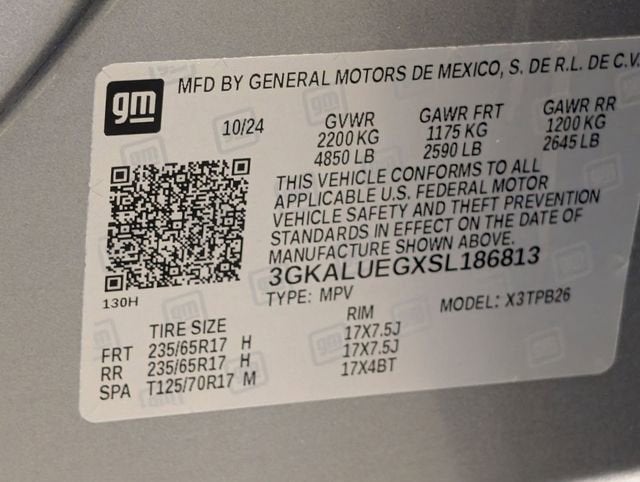 gm
MFD BY GENERAL MOTORS DE MEXICO, S. DE R.L. DE C.V.
10/24 GVWR GAWR FRT GAWR RR
2200 KG 1175 KG 1200 KG
4850 LB 2590 LB 2645 LB
THIS VEHICLE CONFORMS TO ALL
APPLICABLE U.S. FEDERAL MOTOR
VEHICLE SAFETY AND THEFT PREVENTION
STANDARDS IN EFFECT ON THE DATE OF
MANUFACTURE SHOWN ABOVE.
3GKALUEGXSL186813
130H
TYPE: MPV MODEL: X3TPB26
TIRE SIZE RIM
FRT 235/65R17 H 17X7.5J
RR 235/65R17 H 17X7.5J
SPA T125/70R17 M 17X4BT